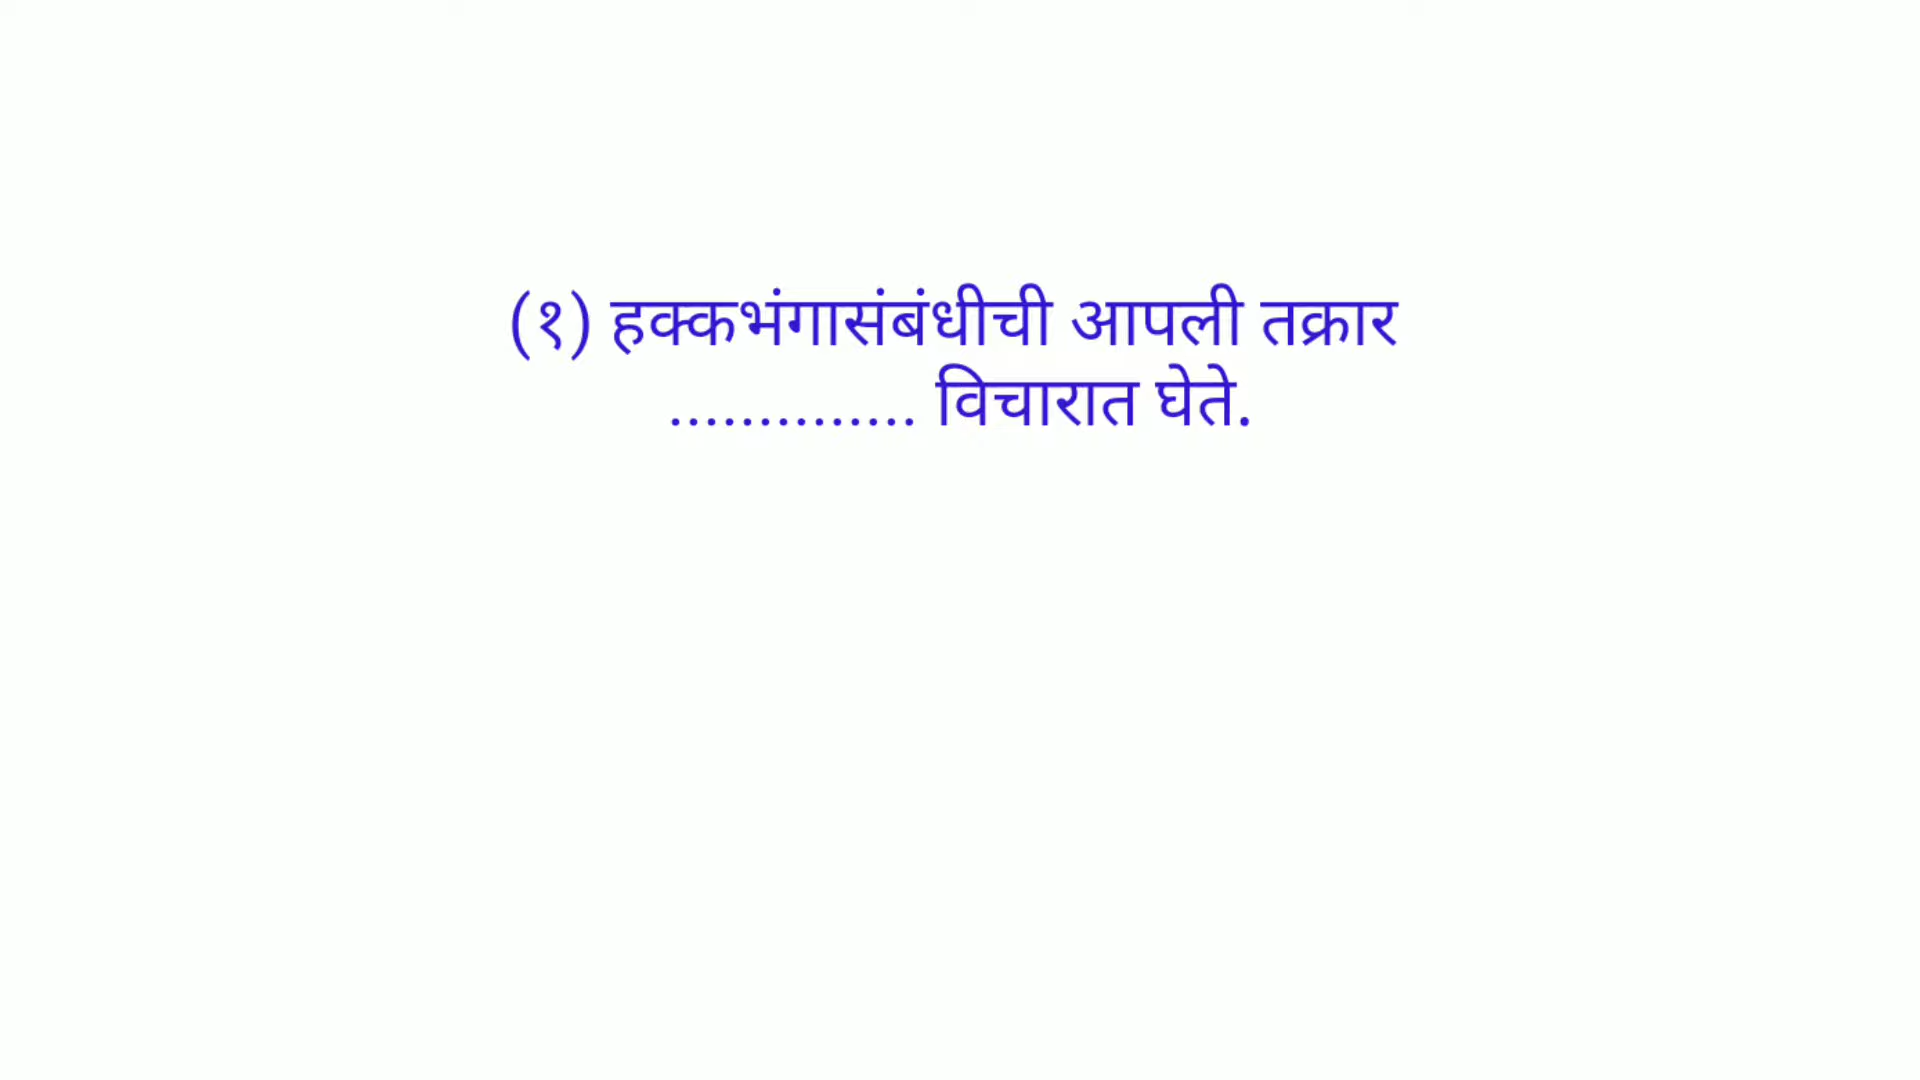 (१) हक्कभंगासंबंधीची आपली तक्रार
.............. विचारात घेते.